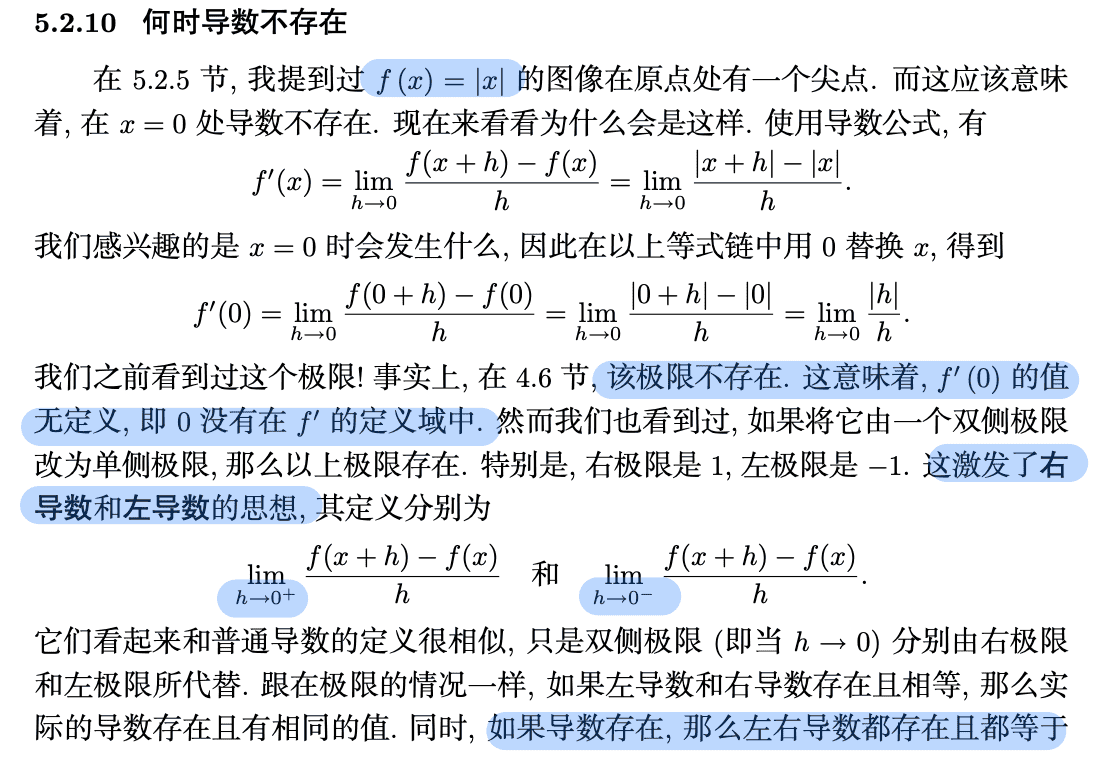 5.2.10 何时导数不存在
在 5.2.5 节, 我提到过 f (x) = |x| 的图像在原点处有一个尖点. 而这应该意味
着, 在 x = 0 处导数不存在. 现在来看看为什么会是这样. 使用导数公式, 有
f′(x) = lim_{h→0} \frac{f(x + h) − f(x)}{h} = lim_{h→0} \frac{|x + h| − |x|}{h}.
我们感兴趣的是 x = 0 时会发生什么, 因此在以上等式链中用 0 替换 x, 得到
f′(0) = lim_{h→0} \frac{f(0 + h) − f(0)}{h} = lim_{h→0} \frac{|0 + h| − |0|}{h} = lim_{h→0} \frac{|h|}{h}.
我们之前看到过这个极限! 事实上, 在 4.6 节, 该极限不存在. 这意味着, f′ (0) 的值
无定义, 即 0 没有在 f′ 的定义域中. 然而我们也看到过, 如果将它由一个双侧极限
改为单侧极限, 那么以上极限存在. 特别是, 右极限是 1, 左极限是 −1. 这激发了右
导数和左导数的思想, 其定义分别为
lim_{h→0⁺} \frac{f(x + h) − f(x)}{h} 和 lim_{h→0⁻} \frac{f(x + h) − f(x)}{h}.
它们看起来和普通导数的定义很相似, 只是双侧极限 (即当 h → 0) 分别由右极限
和左极限所代替. 跟在极限的情况一样, 如果左导数和右导数存在且相等, 那么实
际的导数存在且有相同的值. 同时, 如果导数存在, 那么左右导数都存在且都等于